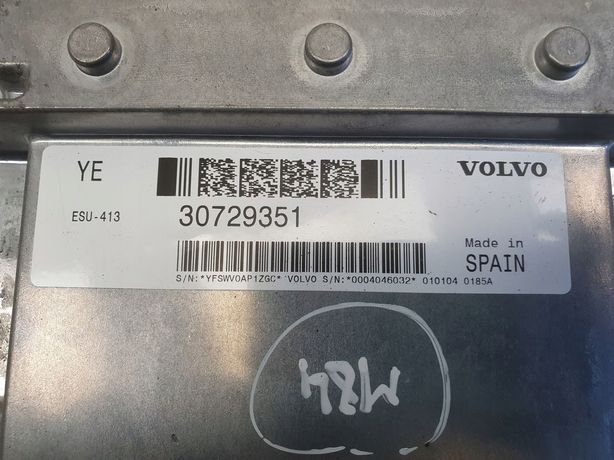 YE
VOLVO
ESU-413
30729351
Made in
SPAIN
S/N:*YFSWV0AP1ZGC* VOLVO S/N:*0004046032* 010104 0185A
M84